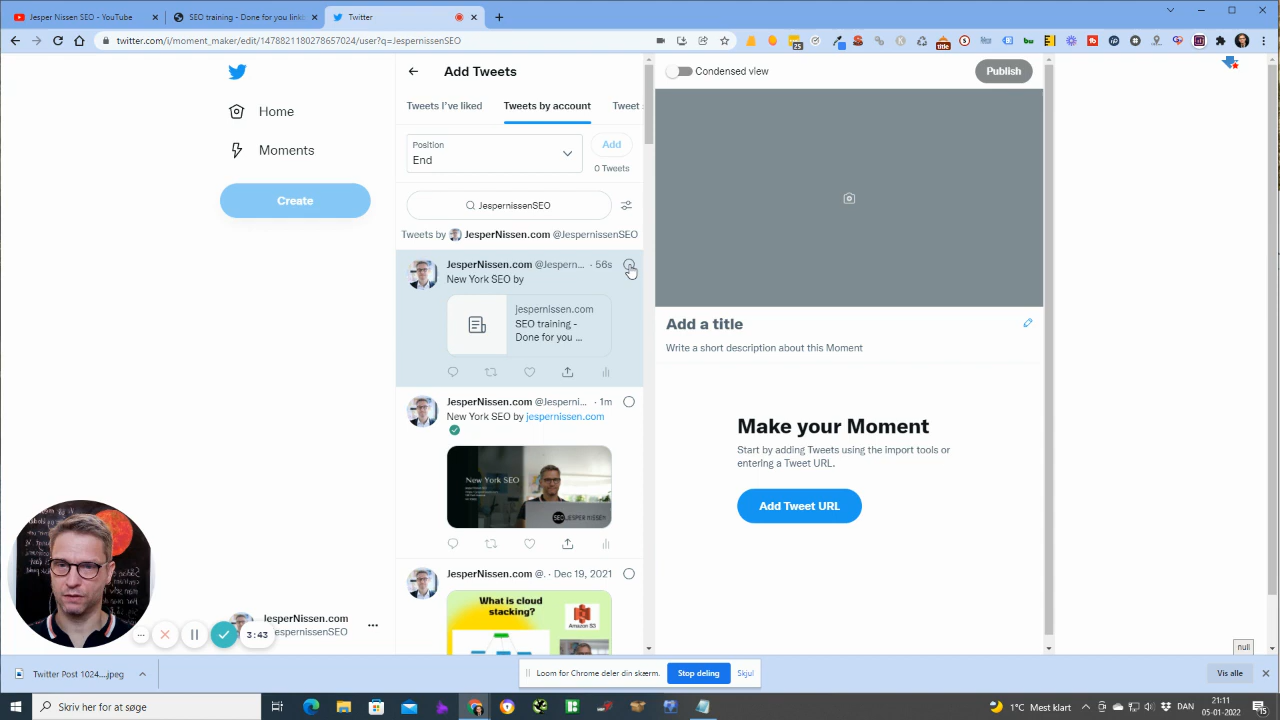 Jesper Nissen SEO - YouTube
SEO training - Done for you linkb
Twitter
twitter.com/i/moment_maker/edit/1478821180278657024/user?q=JespernissenSEO
Home
Moments
Create
Add Tweets
Tweets I've liked
Tweets by account
Tweet
Position
End
Add
0 Tweets
JespernissenSEO
Tweets by JesperNissen.com @JespernissenSEO
JesperNissen.com @Jespern... · 56s
New York SEO by
jespernissen.com
SEO training -
Done for you ...
JesperNissen.com @Jesperni... · 1m
New York SEO by jespernissen.com
New York SEO
SEO JESPER NISSEN
JesperNissen.com @. · Dec 19, 2021
What is cloud
stacking?
Amazon S3
Condensed view
Publish
Add a title
Write a short description about this Moment
Make your Moment
Start by adding Tweets using the import tools or
entering a Tweet URL.
Add Tweet URL
JesperNissen.com
espernissenSEO
3:43
null
Twitter Post 1024....jpeg
Loom for Chrome deler din skærm.
Stop deling
Skjul
Vis alle
Skriv her for at søge
1°C Mest klart
DAN
21:11
05-01-2022